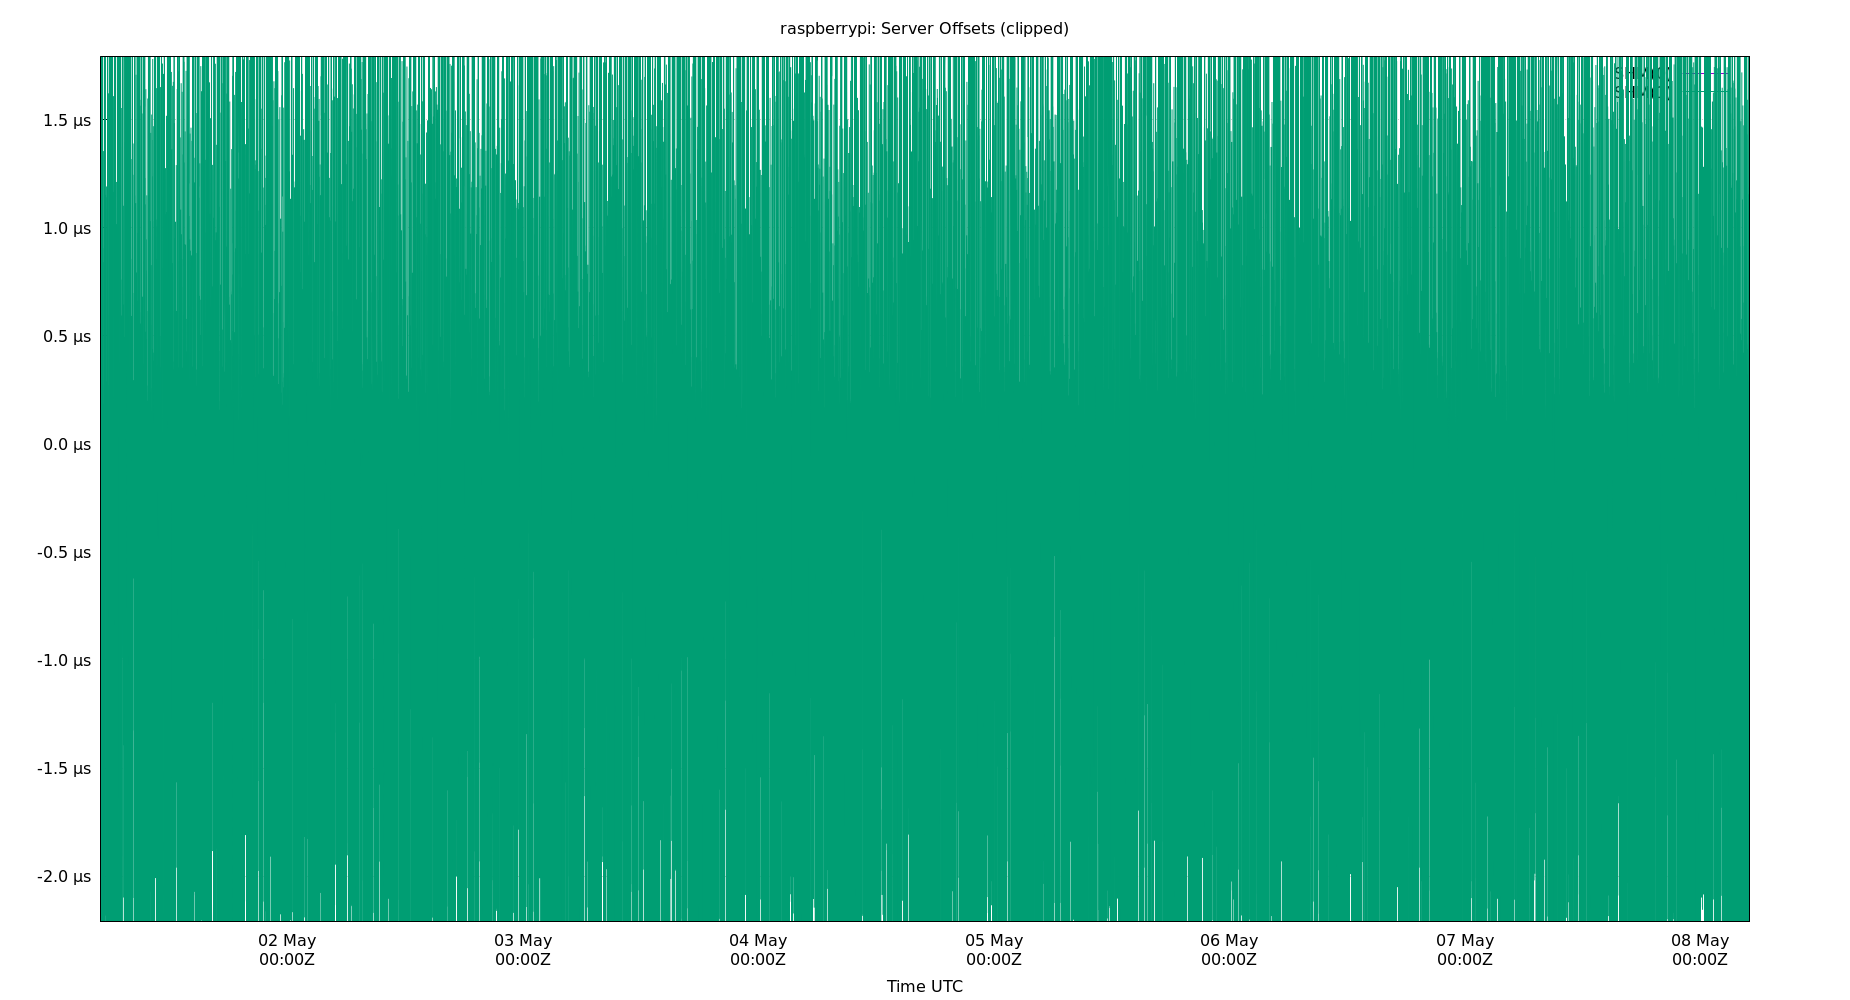 raspberrypi: Server Offsets (clipped)
1.5 µs
1.0 µs
0.5 µs
0.0 µs
-0.5 µs
-1.0 µs
-1.5 µs
-2.0 µs
02 May 03 May 04 May 05 May 06 May 07 May 08 May
00:00Z 00:00Z 00:00Z 00:00Z 00:00Z 00:00Z 00:00Z
Time UTC